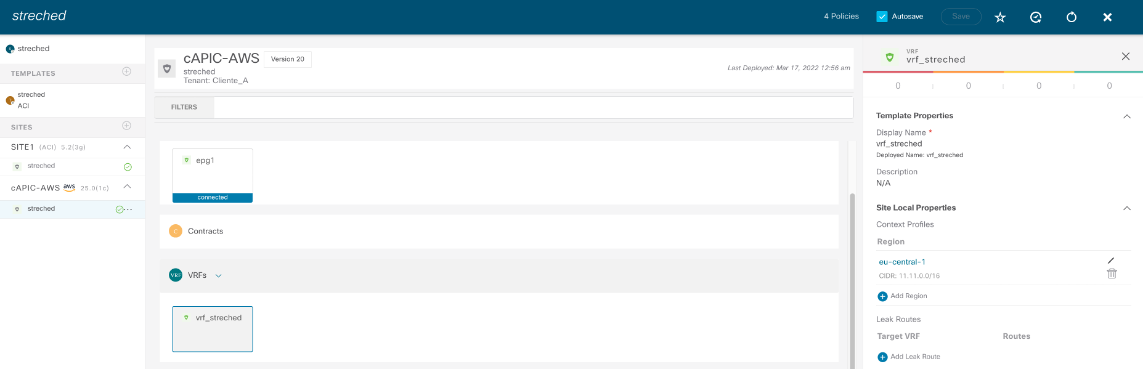 streched
4 Policies Autosave Save
streched
TEMPLATES
streched
ACI
SITES
SITE1 (ACI) 5.2(3g)
streched
cAPIC-AWS aws 25.0(1c)
streched
cAPIC-AWS Version 20
streched
Tenant: Cliente_A
Last Deployed: Mar 17, 2022 12:56 am
FILTERS
epg1
connected
C Contracts
VRF VRFs
vrf_streched
VRF
vrf_streched
0 0 0 0
Template Properties
Display Name *
vrf_streched
Deployed Name: vrf_streched
Description
N/A
Site Local Properties
Context Profiles
Region
eu-central-1
CIDR: 11.11.0.0/16
Add Region
Leak Routes
Target VRF Routes
Add Leak Route